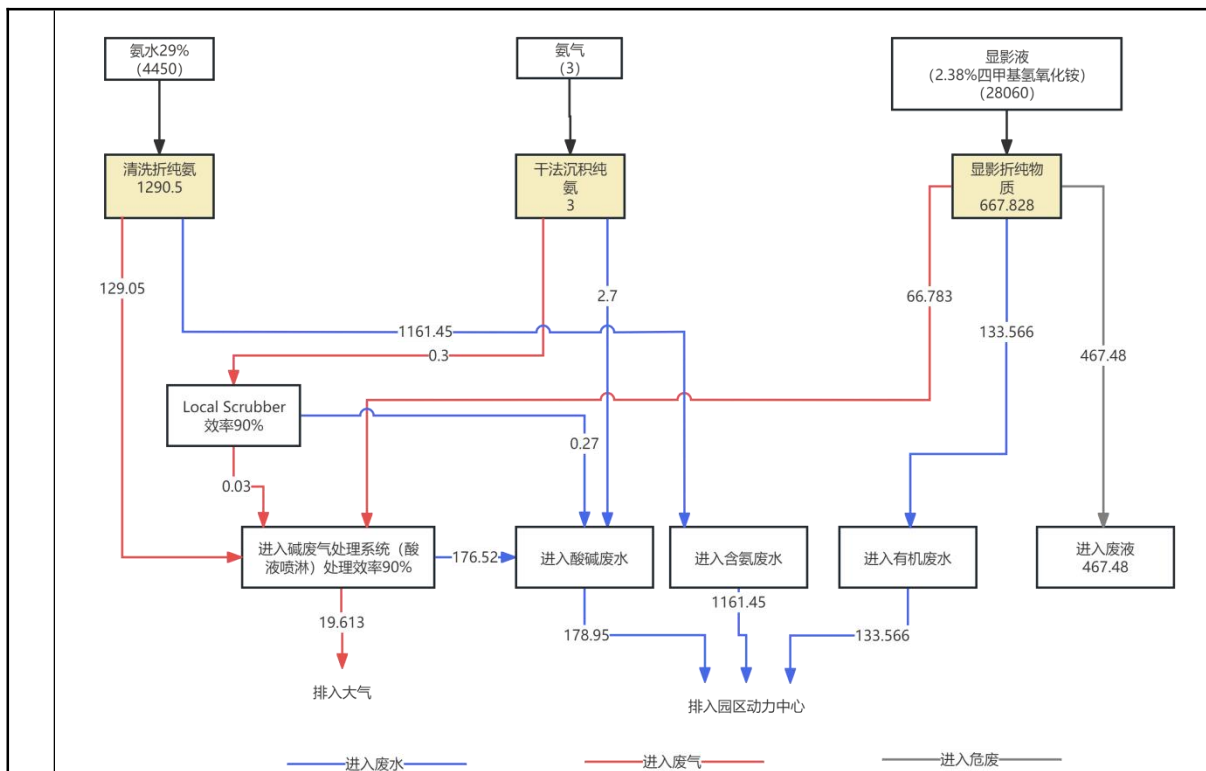 氨水29%
（4450）
氨气
（3）
显影液
（2.38%四甲基氢氧化铵）
（28060）
清洗折纯氨
1290.5
干法沉积纯
氨
3
显影折纯物
质
667.828
129.05
2.7
66.783
1161.45
133.566
0.3
467.48
Local Scrubber
效率90%
0.27
0.03
进入碱废气处理系统（酸
液喷淋）处理效率90%
176.52
进入酸碱废水
进入含氨废水
进入有机废水
进入废液
467.48
19.613
178.95
1161.45
133.566
排入大气
排入园区动力中心
进入废水
进入废气
进入危废